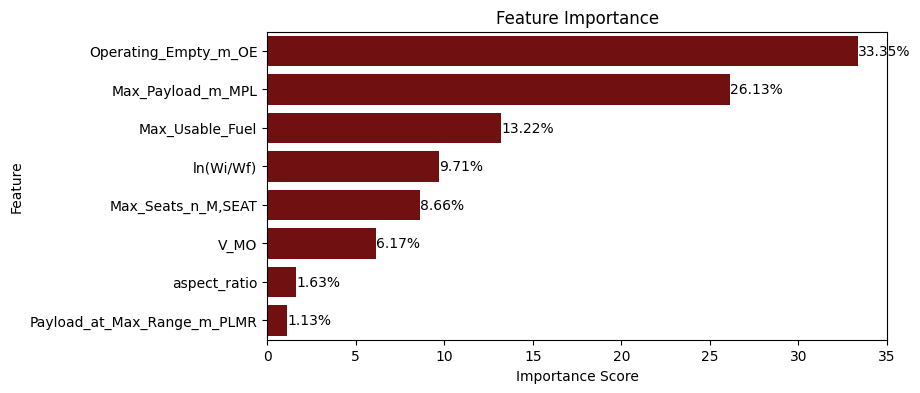 Feature Importance
Operating_Empty_m_OE
33.35%
Max_Payload_m_MPL
26.13%
Max_Usable_Fuel
13.22%
ln(Wi/Wf)
9.71%
Max_Seats_n_M,SEAT
8.66%
V_MO
6.17%
aspect_ratio
1.63%
Payload_at_Max_Range_m_PLMR
1.13%
Feature
0 5 10 15 20 25 30 35
Importance Score